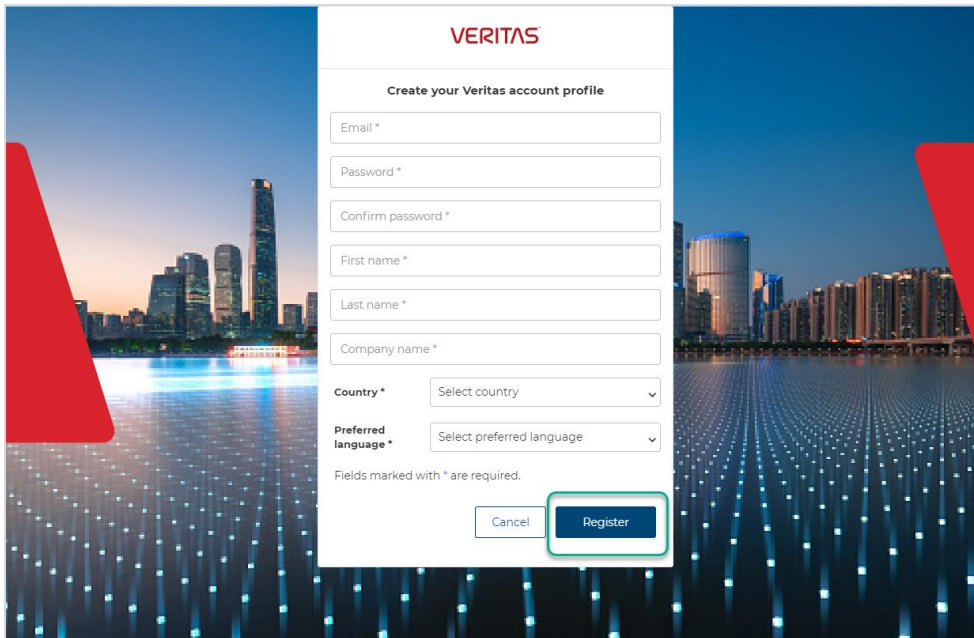 VERITAS
Create your Veritas account profile
Email *
Password *
Confirm password *
First name *
Last name *
Company name *
Country *
Select country
Preferred
language *
Select preferred language
Fields marked with * are required.
Cancel
Register